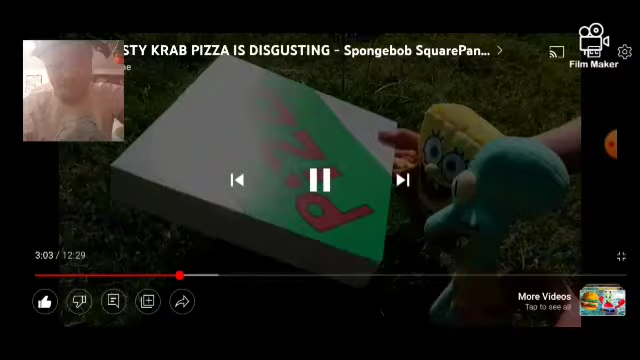 STY KRAB PIZZA IS DISGUSTING - Spongebob SquarePan...
Film Maker
Pizza
3:03 / 12:29
More Videos
Tap to see all